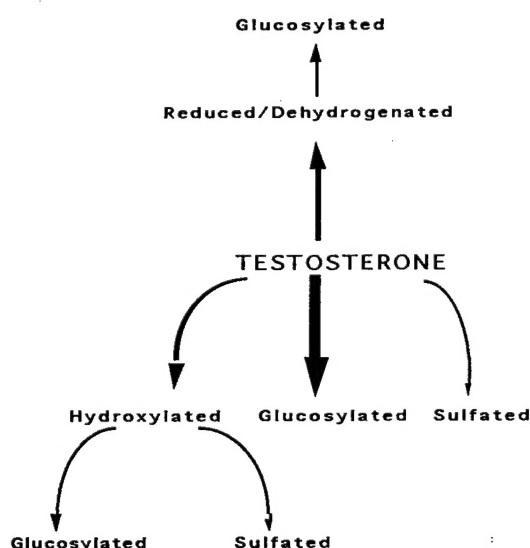 Glucosylated
Reduced/Dehydrogenated
TESTOSTERONE
Hydroxylated Glucosylated Sulfated
Glucosylated Sulfated